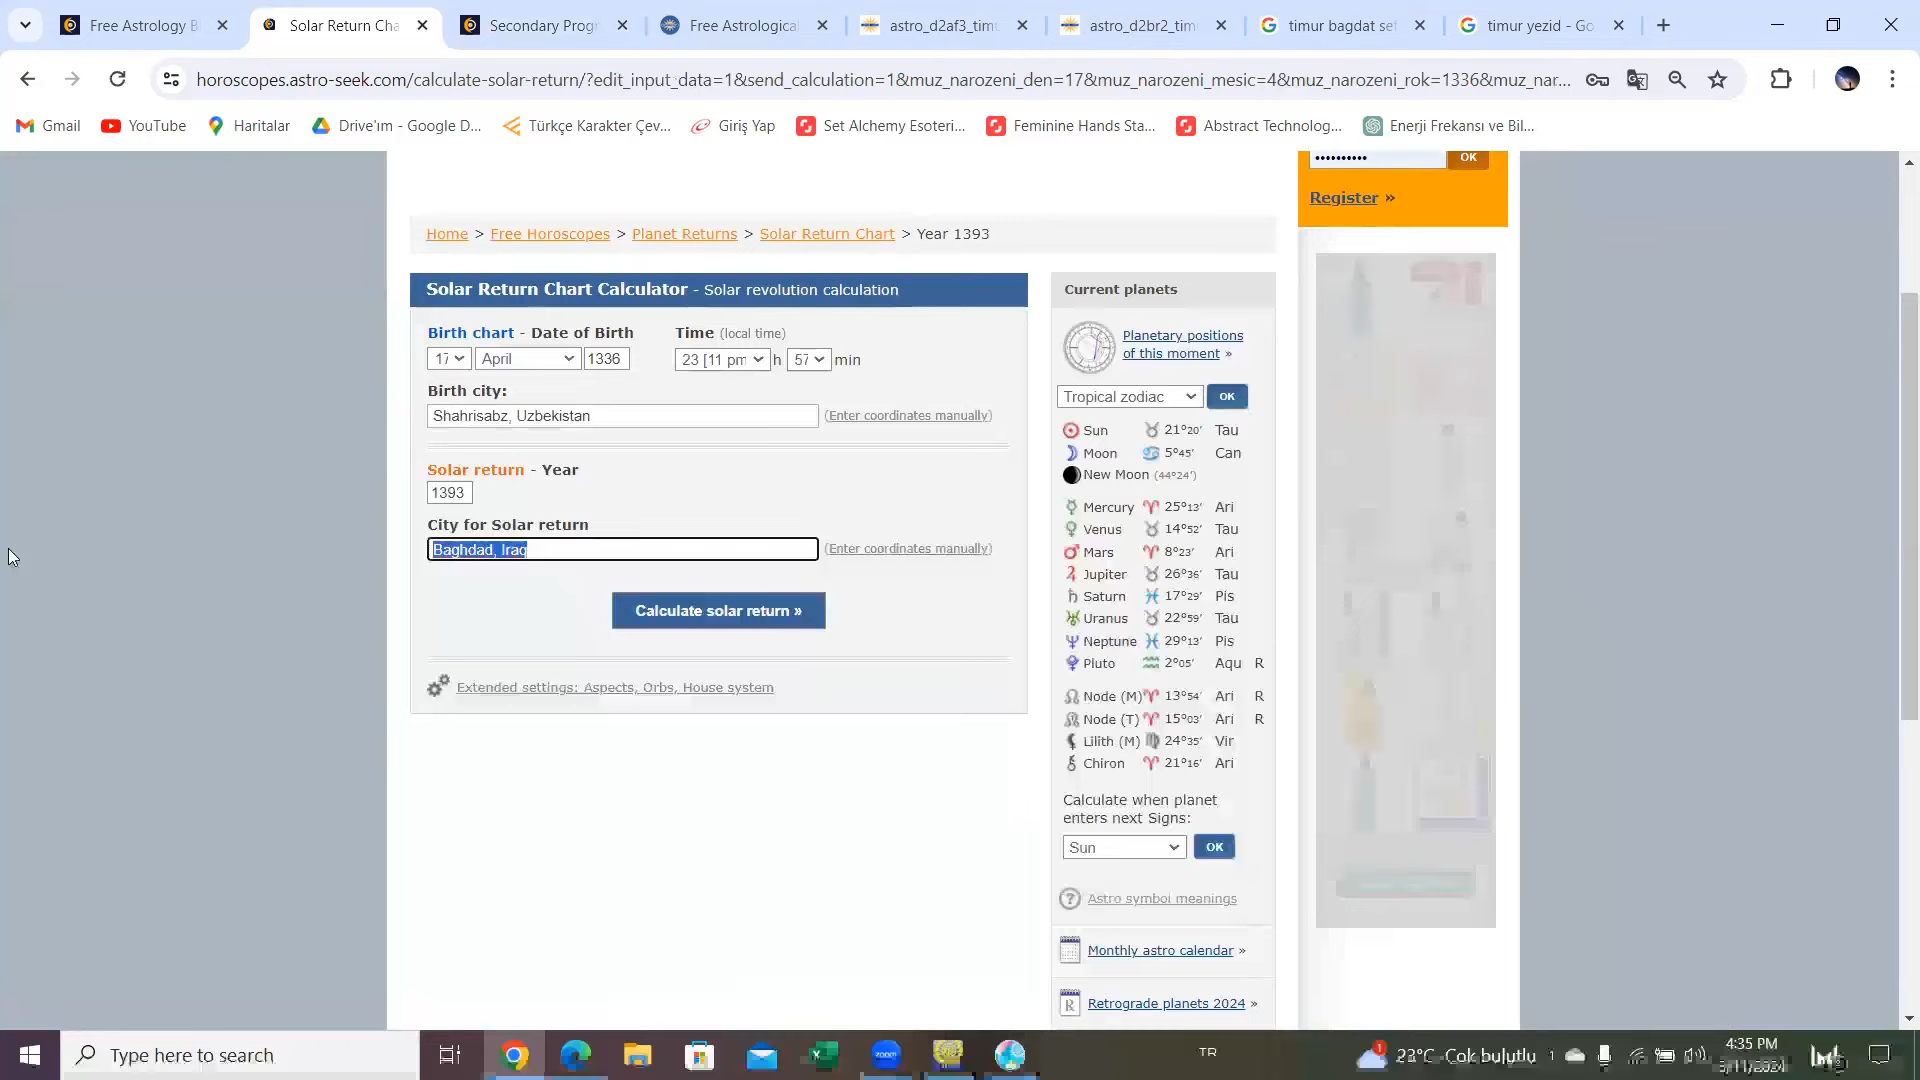 Free Astrology B
Solar Return Cha
Secondary Progr
Free Astrological
astro_d2af3_timu
astro_d2br2_timu
timur bagdat sef
timur yezid - Go
horoscopes.astro-seek.com/calculate-solar-return/?edit_input_data=1&send_calculation=1&muz_narozeni_den=17&muz_narozeni_mesic=4&muz_narozeni_rok=1336&muz_nar...
Gmail
YouTube
Haritalar
Drive'ım - Google D...
Türkçe Karakter Çev...
Giriş Yap
Set Alchemy Esoteri...
Feminine Hands Sta...
Abstract Technolog...
Enerji Frekansı ve Bil...
•••••••••• OK
Register »
Home > Free Horoscopes > Planet Returns > Solar Return Chart > Year 1393
Solar Return Chart Calculator - Solar revolution calculation
Birth chart - Date of Birth
Time (local time)
17 April 1336
23 [11 pm h 57 min
Birth city:
Shahrisabz, Uzbekistan (Enter coordinates manually)
Solar return - Year
1393
City for Solar return
Baghdad, Iraq (Enter coordinates manually)
Calculate solar return »
Extended settings: Aspects, Orbs, House system
Current planets
Planetary positions
of this moment »
Tropical zodiac OK
Sun 21°20' Tau
Moon 5°45' Can
New Moon (44°24')
Mercury 25°13' Ari
Venus 14°52' Tau
Mars 8°23' Ari
Jupiter 26°36' Tau
Saturn 17°29' Pis
Uranus 22°59' Tau
Neptune 29°13' Pis
Pluto 2°05' Aqu R
Node (M) 13°54' Ari R
Node (T) 15°03' Ari R
Lilith (M) 24°35' Vir
Chiron 21°16' Ari
Calculate when planet
enters next Signs:
Sun OK
? Astro symbol meanings
Monthly astro calendar »
R Retrograde planets 2024 »
Type here to search
zoom
TR
1
23°C Çok bulutlu
4:35 PM
5/11/2024